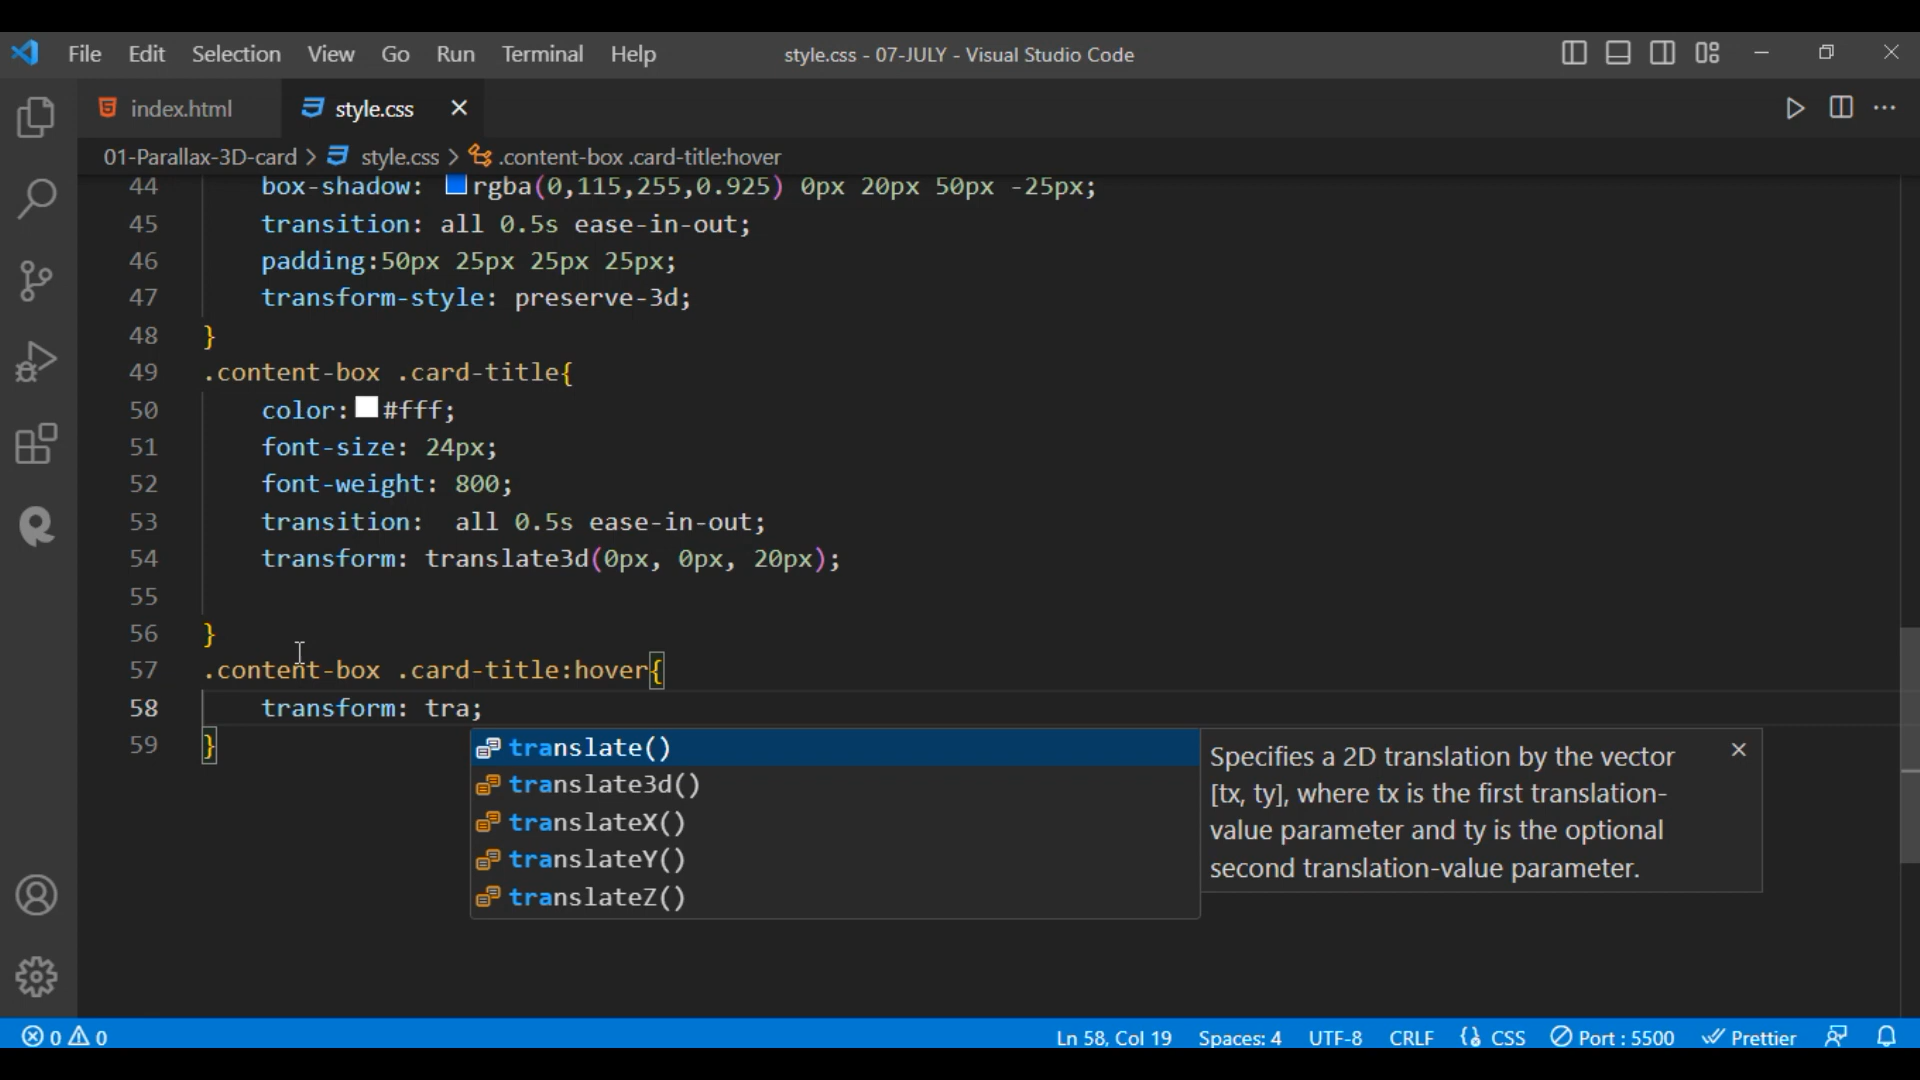 File Edit Selection View Go Run Terminal Help style.css - 07-JULY - Visual Studio Code
index.html style.css
01-Parallax-3D-card > style.css > .content-box .card-title:hover
44 box-shadow: rgba(0,115,255,0.925) 0px 20px 50px -25px;
45 transition: all 0.5s ease-in-out;
46 padding:50px 25px 25px 25px;
47 transform-style: preserve-3d;
48 }
49 .content-box .card-title{
50 color: #fff;
51 font-size: 24px;
52 font-weight: 800;
53 transition:  all 0.5s ease-in-out;
54 transform: translate3d(0px, 0px, 20px);
55
56 }
57 .content-box .card-title:hover{
58 transform: tra;
59 }
translate()
translate3d()
translateX()
translateY()
translateZ()
Specifies a 2D translation by the vector
[tx, ty], where tx is the first translation-
value parameter and ty is the optional
second translation-value parameter.
0 0 Ln 58, Col 19 Spaces: 4 UTF-8 CRLF CSS Port : 5500 Prettier